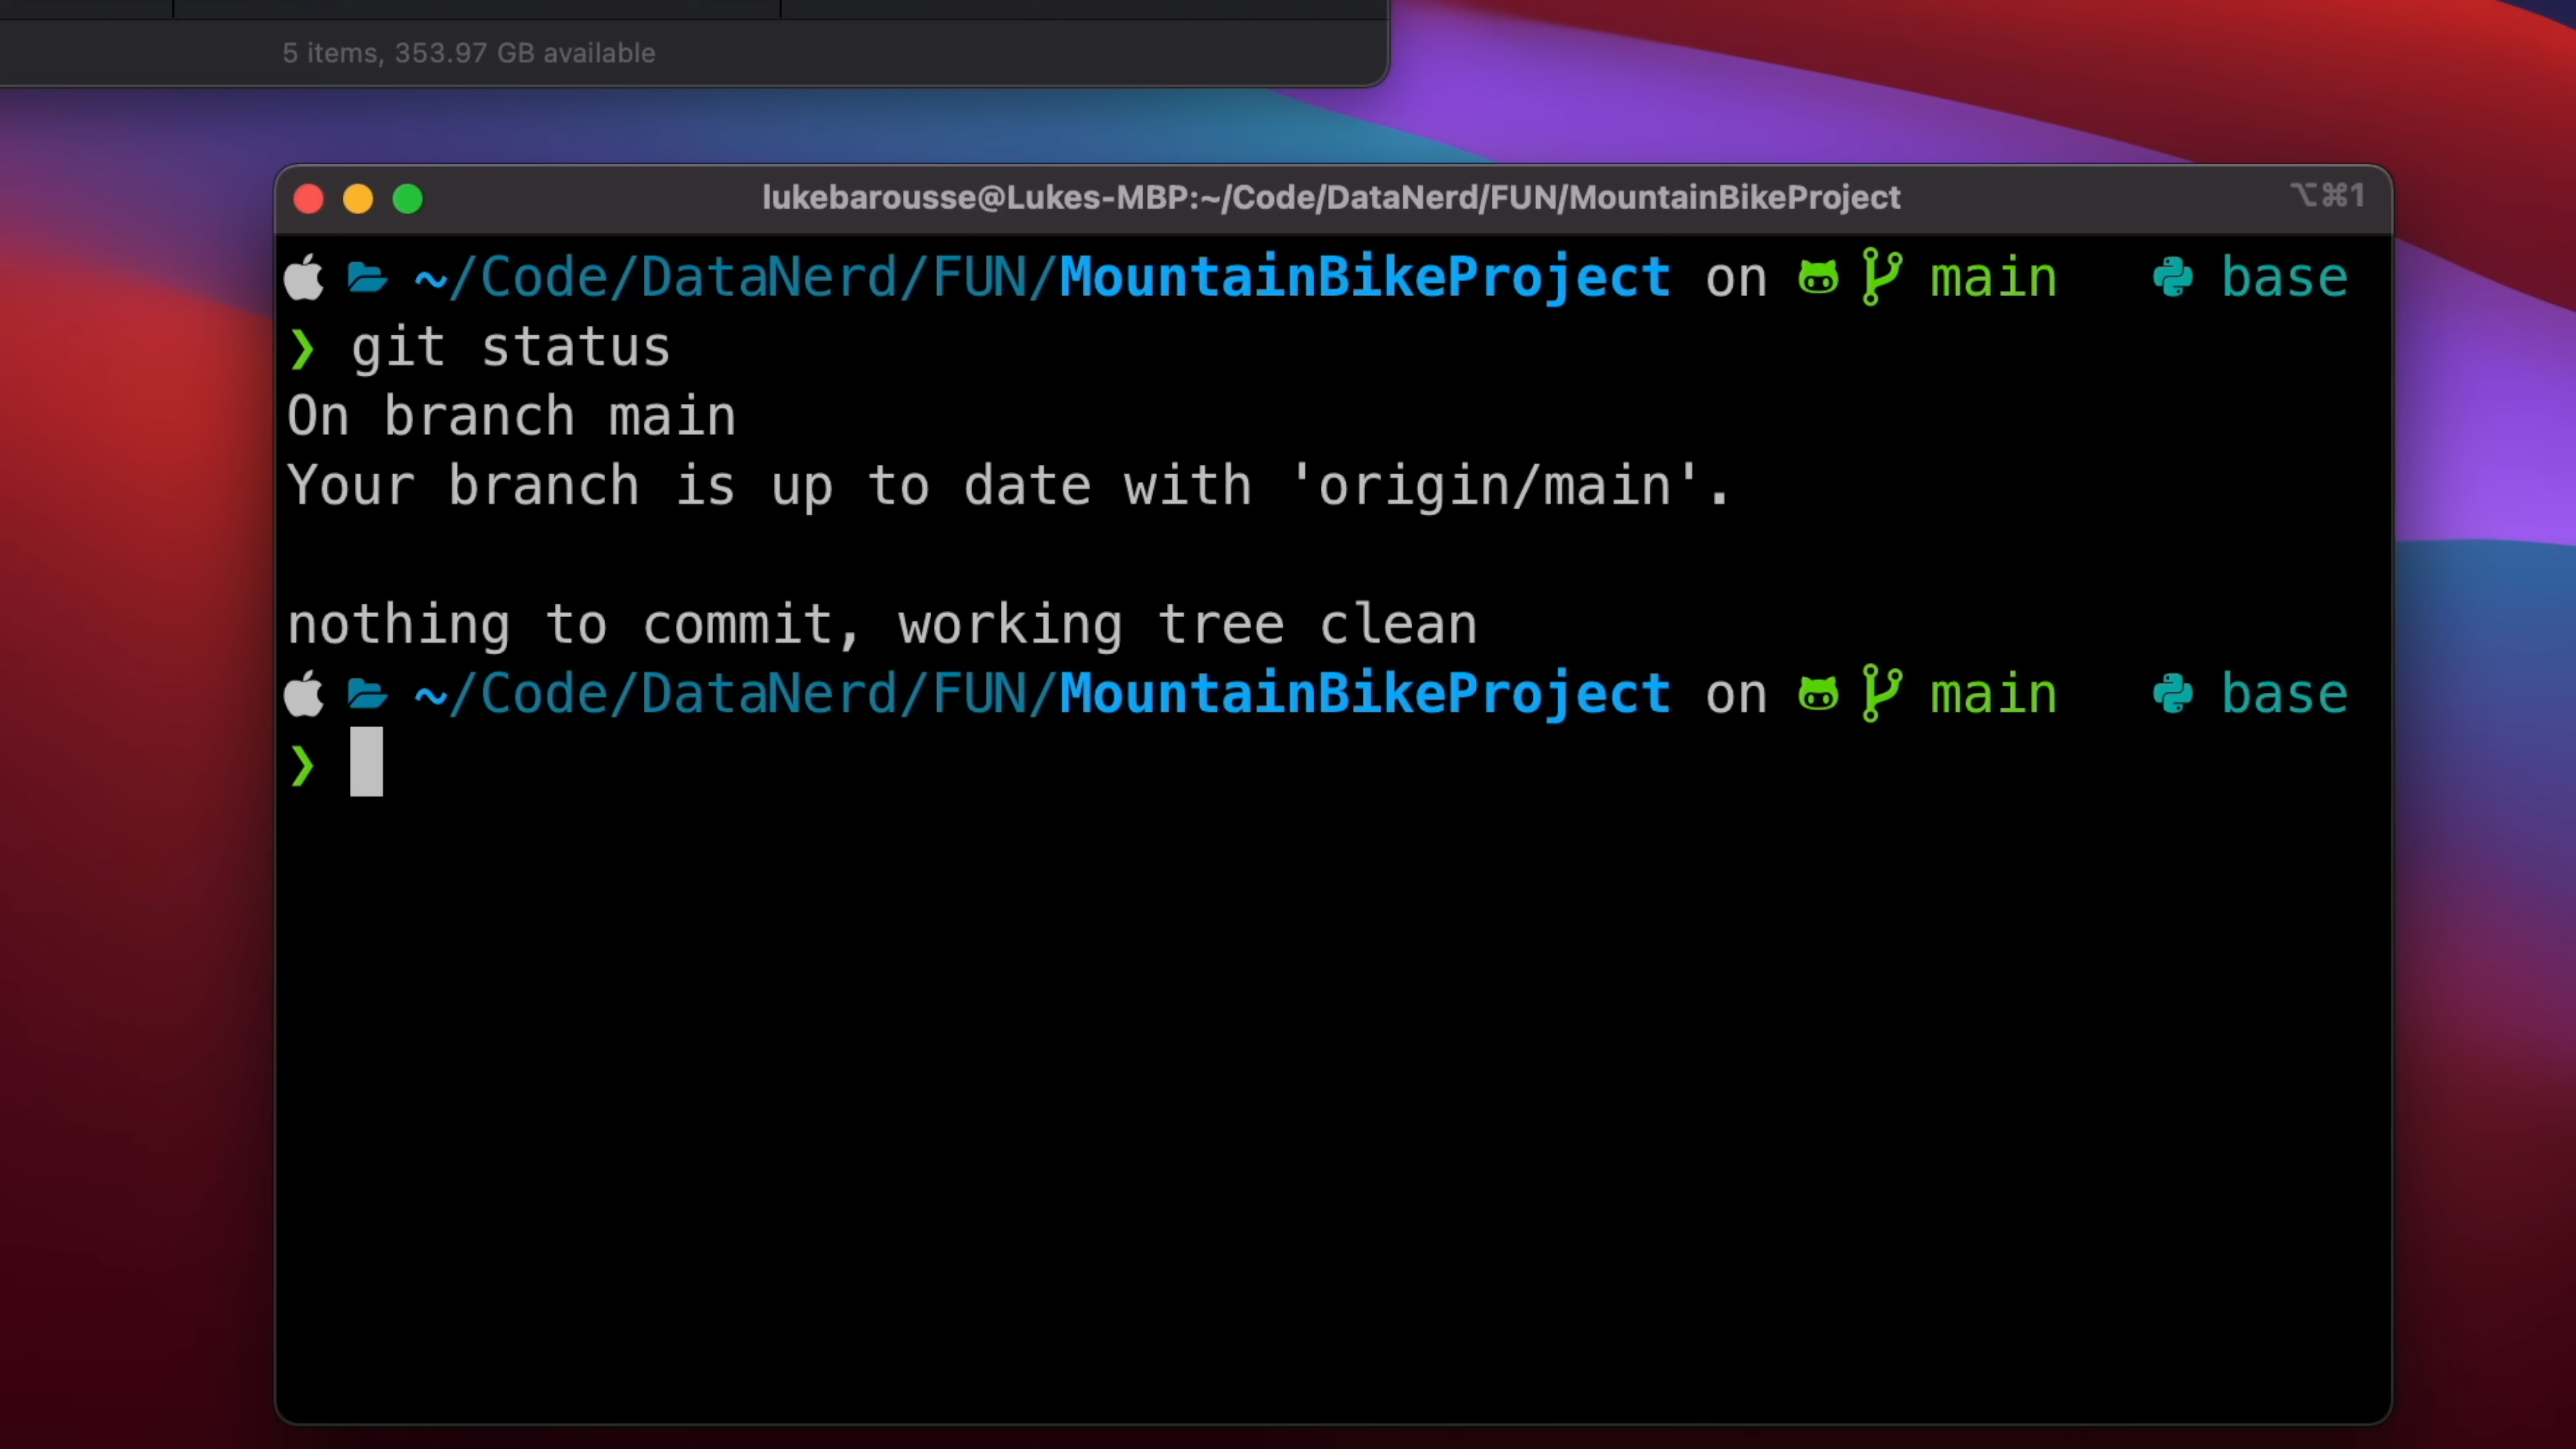 5 items, 353.97 GB available
lukebarousse@Lukes-MBP:~/Code/DataNerd/FUN/MountainBikeProject ⌥⌘1
~/Code/DataNerd/FUN/MountainBikeProject on main base
❯ git status
On branch main
Your branch is up to date with 'origin/main'.
nothing to commit, working tree clean
~/Code/DataNerd/FUN/MountainBikeProject on main base
❯